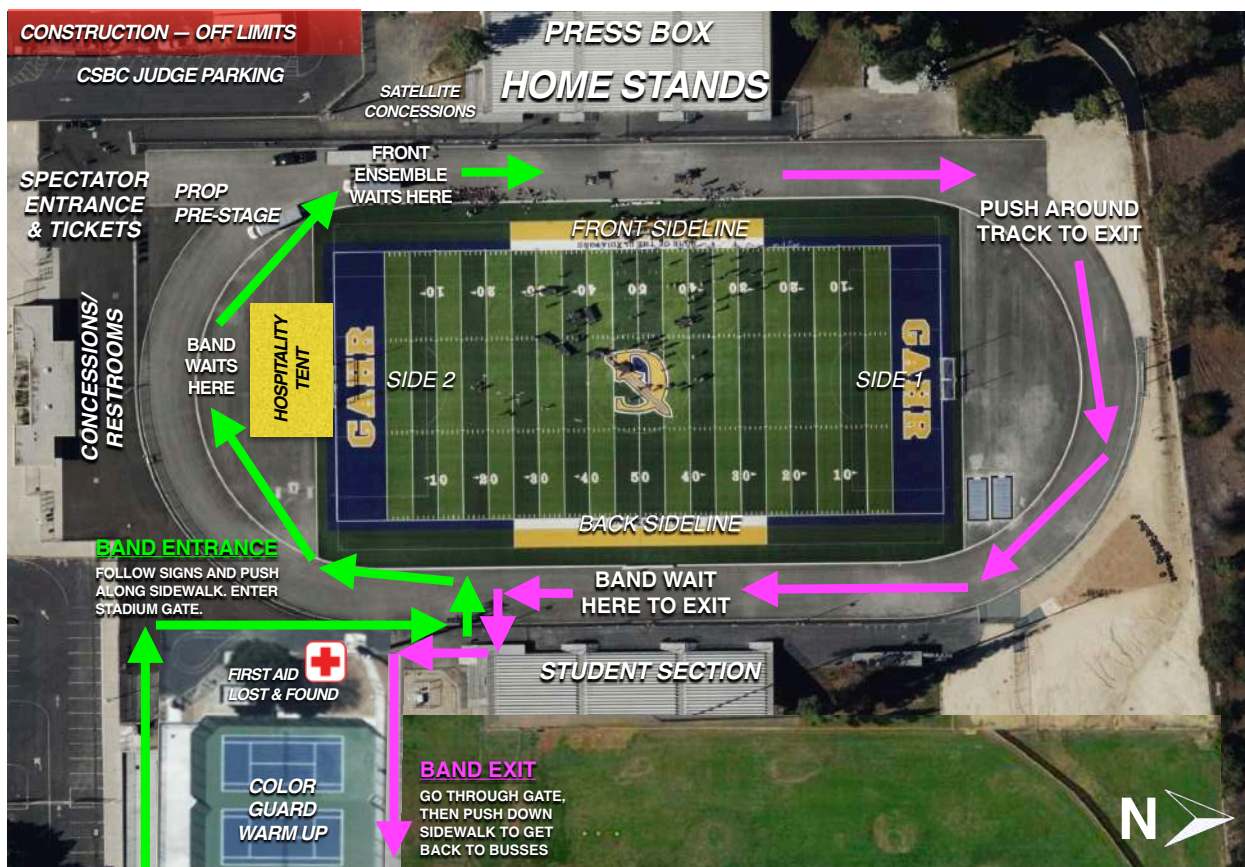 CONSTRUCTION — OFF LIMITS
CSBC JUDGE PARKING
PRESS BOX
HOME STANDS
SATELLITE
CONCESSIONS
SPECTATOR
ENTRANCE
& TICKETS
PROP
PRE-STAGE
FRONT
ENSEMBLE
WAITS HERE
PUSH AROUND
TRACK TO EXIT
FRONT SIDELINE
-10 -20 -30 -40 50 40- 30- 20- 10-
CONCESSIONS/
RESTROOMS
BAND
WAITS
HERE
HOSPITALITY
TENT
GAHR
SIDE 2
G
SIDE 1
GAHR
-10 -20 -30 -40 50 40- 30- 20- 10-
BACK SIDELINE
BAND ENTRANCE
FOLLOW SIGNS AND PUSH
ALONG SIDEWALK. ENTER
STADIUM GATE.
BAND WAIT
HERE TO EXIT
FIRST AID
LOST & FOUND
STUDENT SECTION
COLOR
GUARD
WARM UP
BAND EXIT
GO THROUGH GATE,
THEN PUSH DOWN
SIDEWALK TO GET
BACK TO BUSSES
N